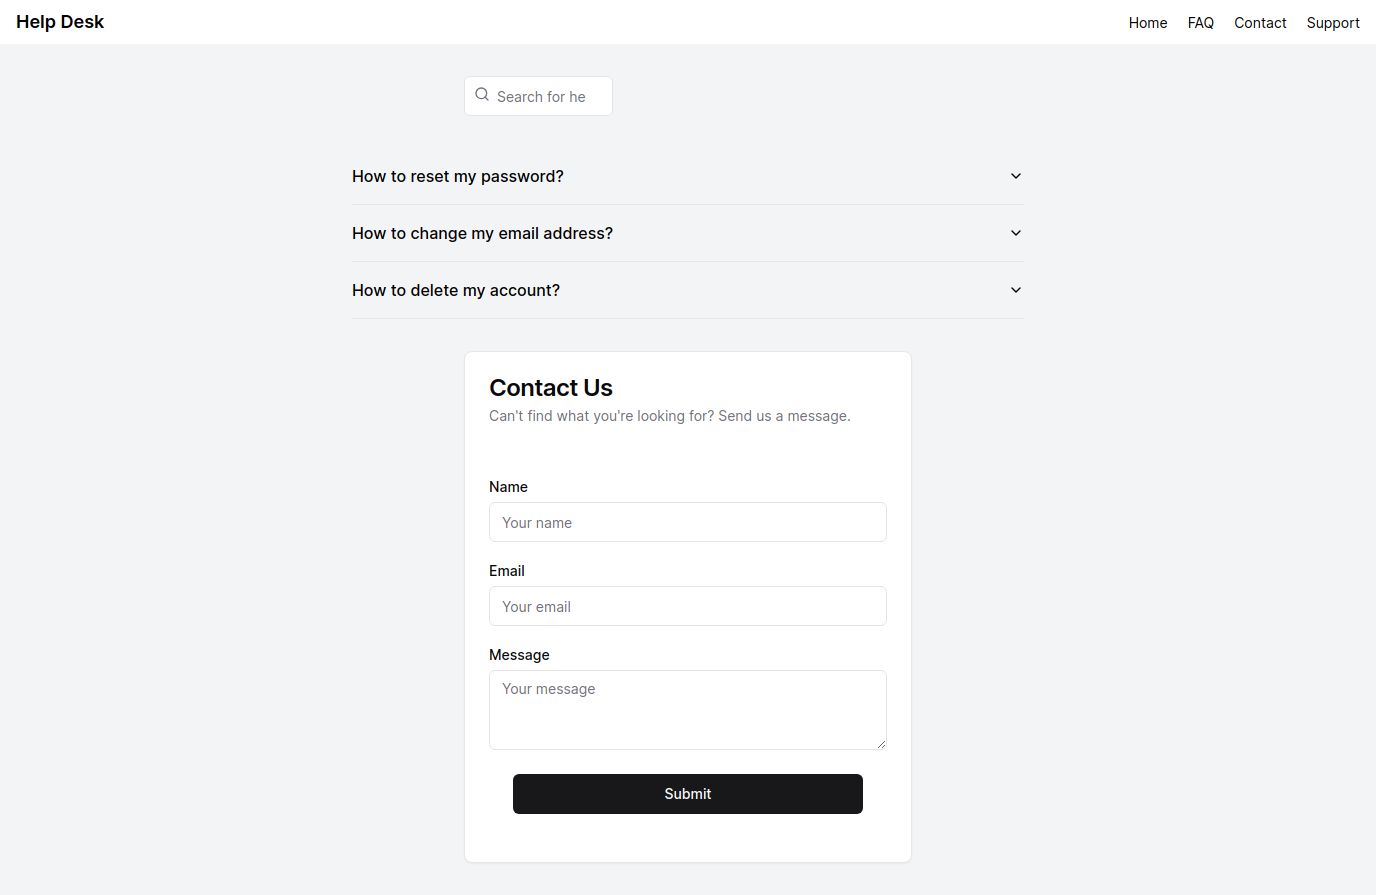 Help Desk
Home FAQ Contact Support
Search for he
How to reset my password?
How to change my email address?
How to delete my account?
Contact Us
Can't find what you're looking for? Send us a message.
Name
Your name
Email
Your email
Message
Your message
Submit